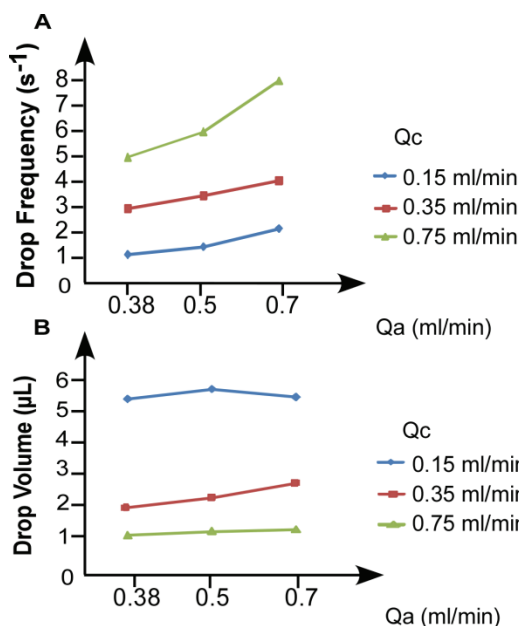 A
Drop Frequency (s⁻¹)
8
7
6
5
4
3
2
1
0
0.38 0.5 0.7
Qa (ml/min)
Qc
0.15 ml/min
0.35 ml/min
0.75 ml/min
B
Drop Volume (µL)
6
5
4
3
2
1
0
0.38 0.5 0.7
Qa (ml/min)
Qc
0.15 ml/min
0.35 ml/min
0.75 ml/min